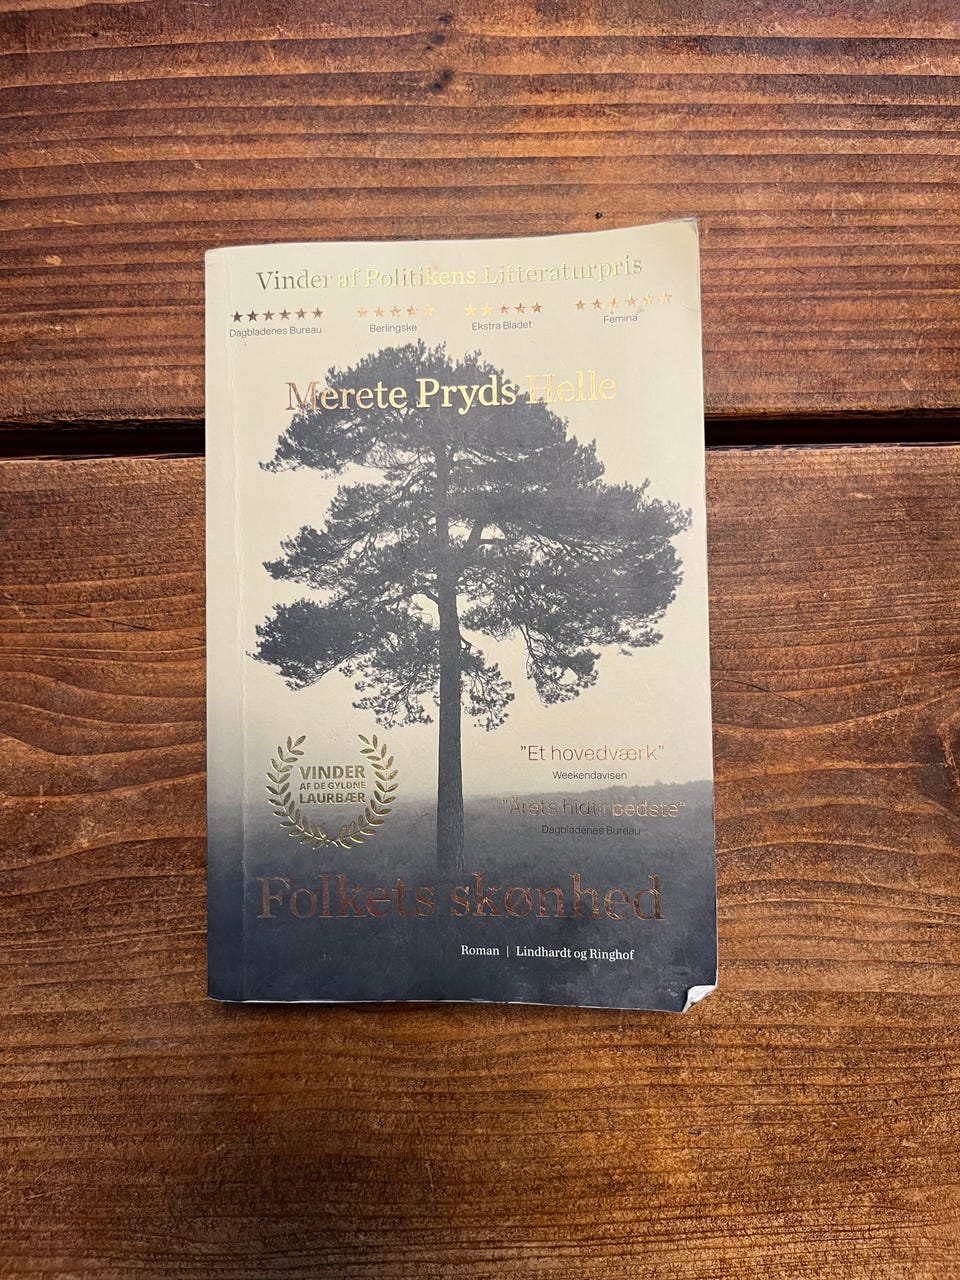 Vinder af Politikens Litteraturpris
★★★★★★ ★★★★★ ★★★★★ ★★★★★★
Dagbladenes Bureau Berlingske Ekstra Bladet Femina
Merete Pryds Helle
VINDER
AF DE GYLDNE
LAURBÆR
"Et hovedværk"
Weekendavisen
"Årets hidtil bedste"
Dagbladenes Bureau
Folkets skønhed
Roman | Lindhardt og Ringhof